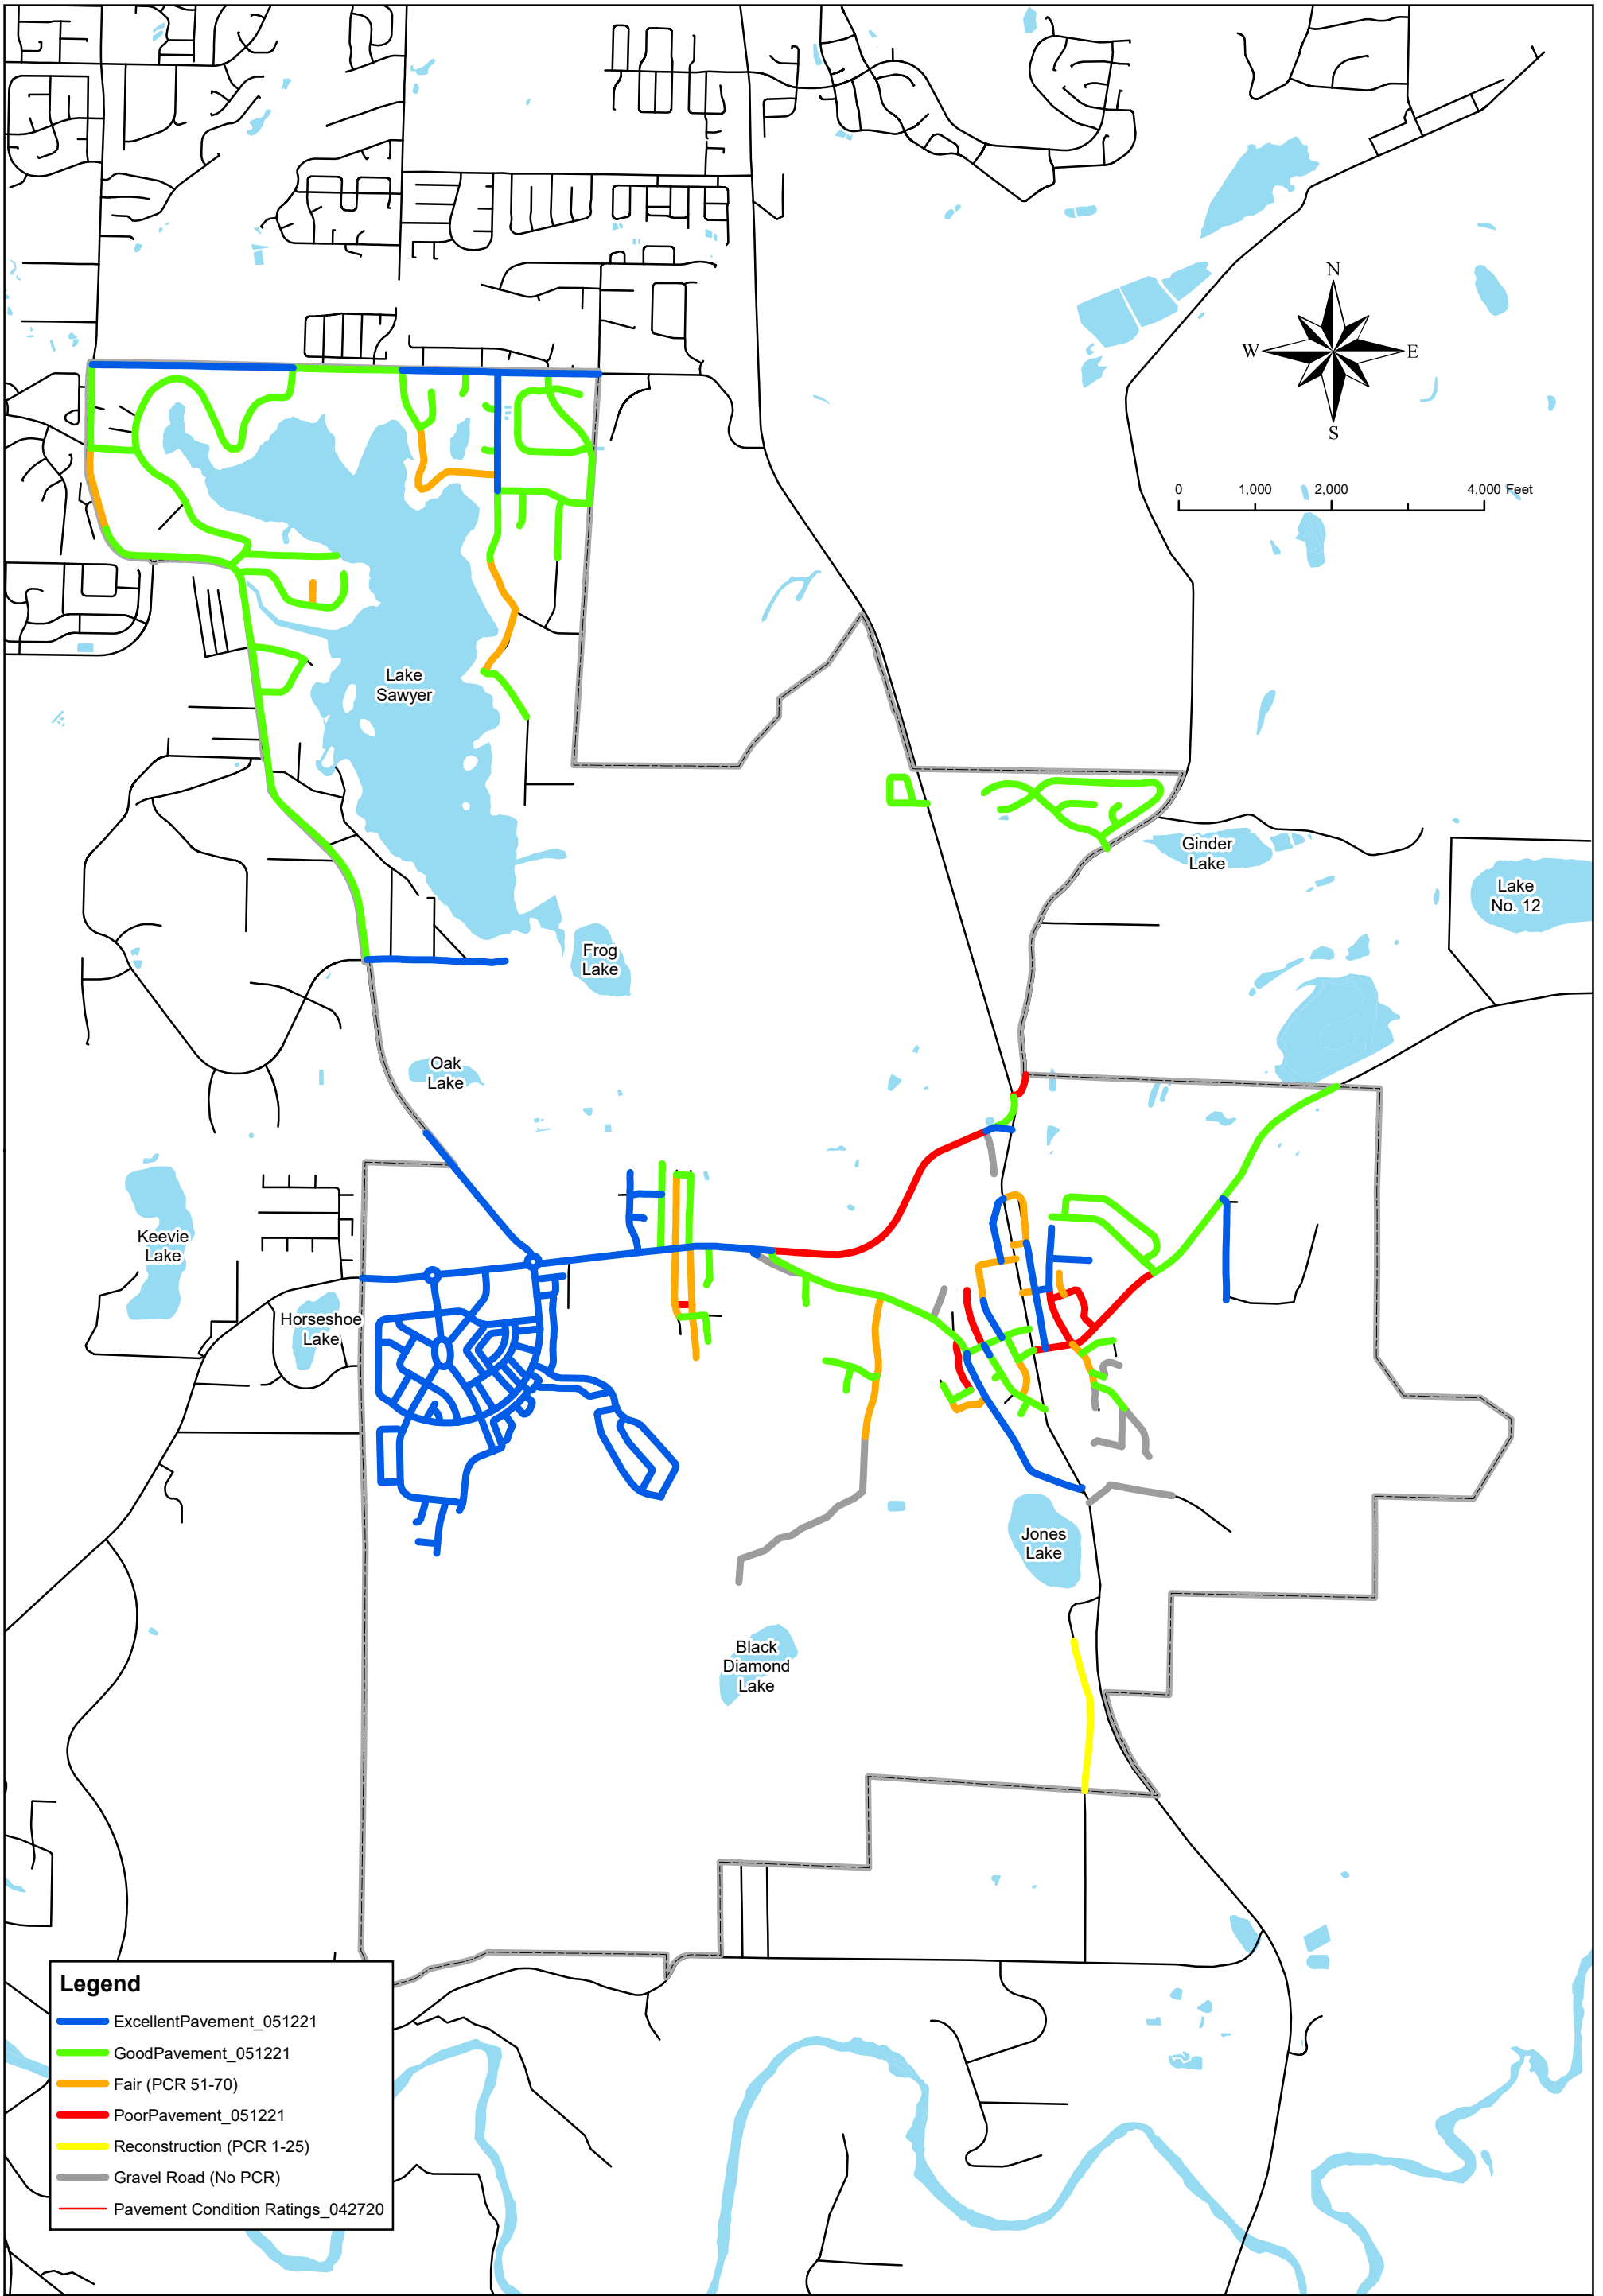 N
W
E
S
0
1,000
2,000
4,000 Feet
Lake
Sawyer
Ginder
Lake
Lake
No. 12
Frog
Lake
Oak
Lake
Keevie
Lake
Horseshoe
Lake
Jones
Lake
Black
Diamond
Lake
Legend
ExcellentPavement_051221
GoodPavement_051221
Fair (PCR 51-70)
PoorPavement_051221
Reconstruction (PCR 1-25)
Gravel Road (No PCR)
Pavement Condition Ratings_042720